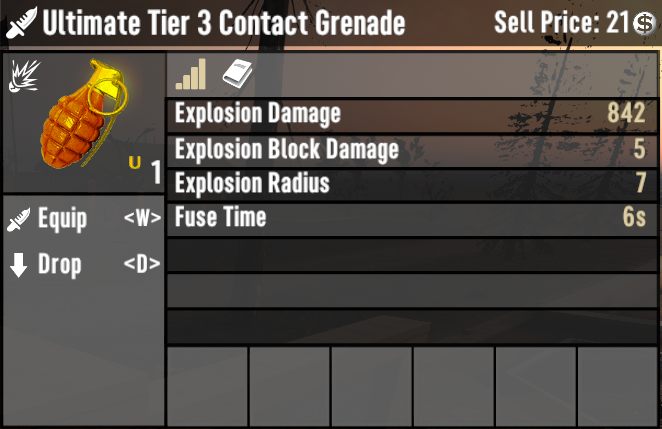 Ultimate Tier 3 Contact Grenade Sell Price: 21
U 1
Explosion Damage 842
Explosion Block Damage 5
Explosion Radius 7
Fuse Time 6s
Equip <W>
Drop <D>